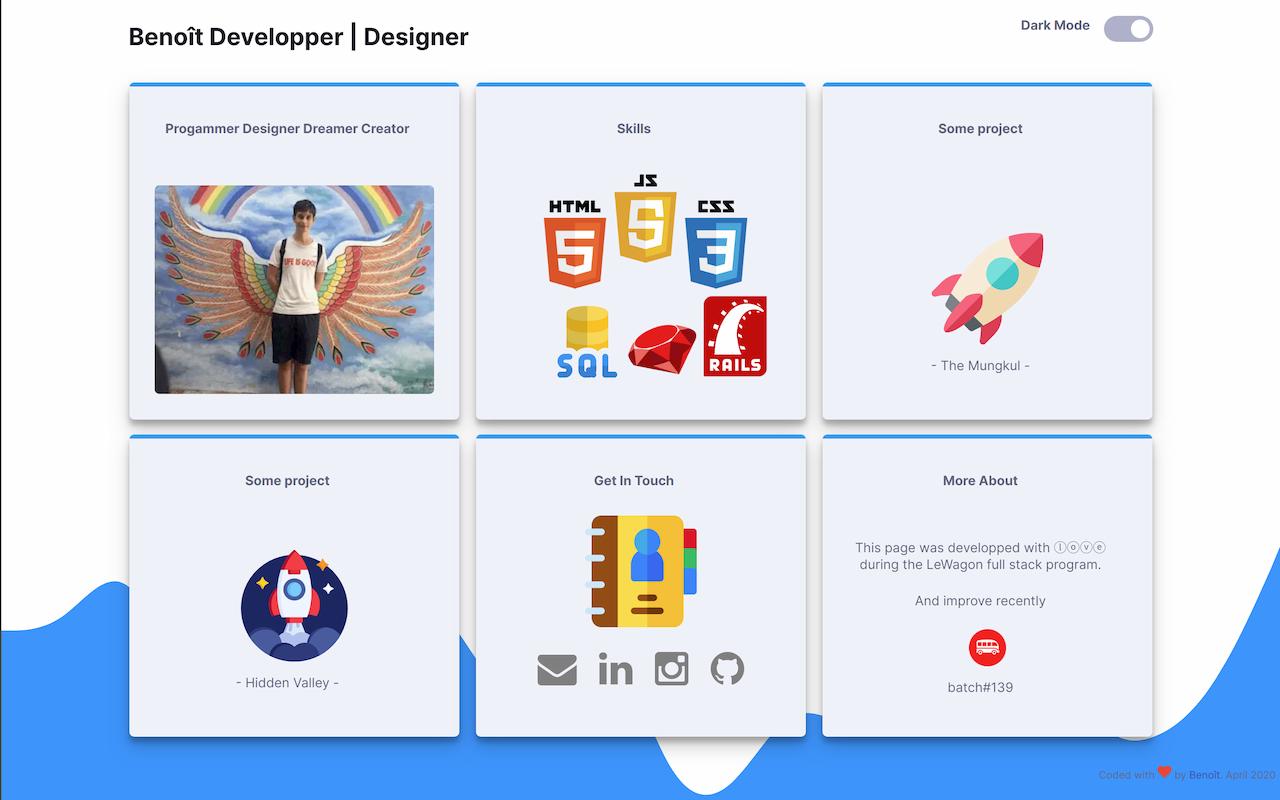 Benoît Developper | Designer
Dark Mode
Progammer Designer Dreamer Creator
LIFE IS GOOD
Skills
HTML
5
JS
5
CSS
3
SQL
RAILS
Some project
- The Mungkul -
Some project
- Hidden Valley -
Get In Touch
in
More About
This page was developped with ⓛⓞⓥⓔ
during the LeWagon full stack program.
And improve recently
batch#139
Coded with ❤️ by Benoît. April 2020